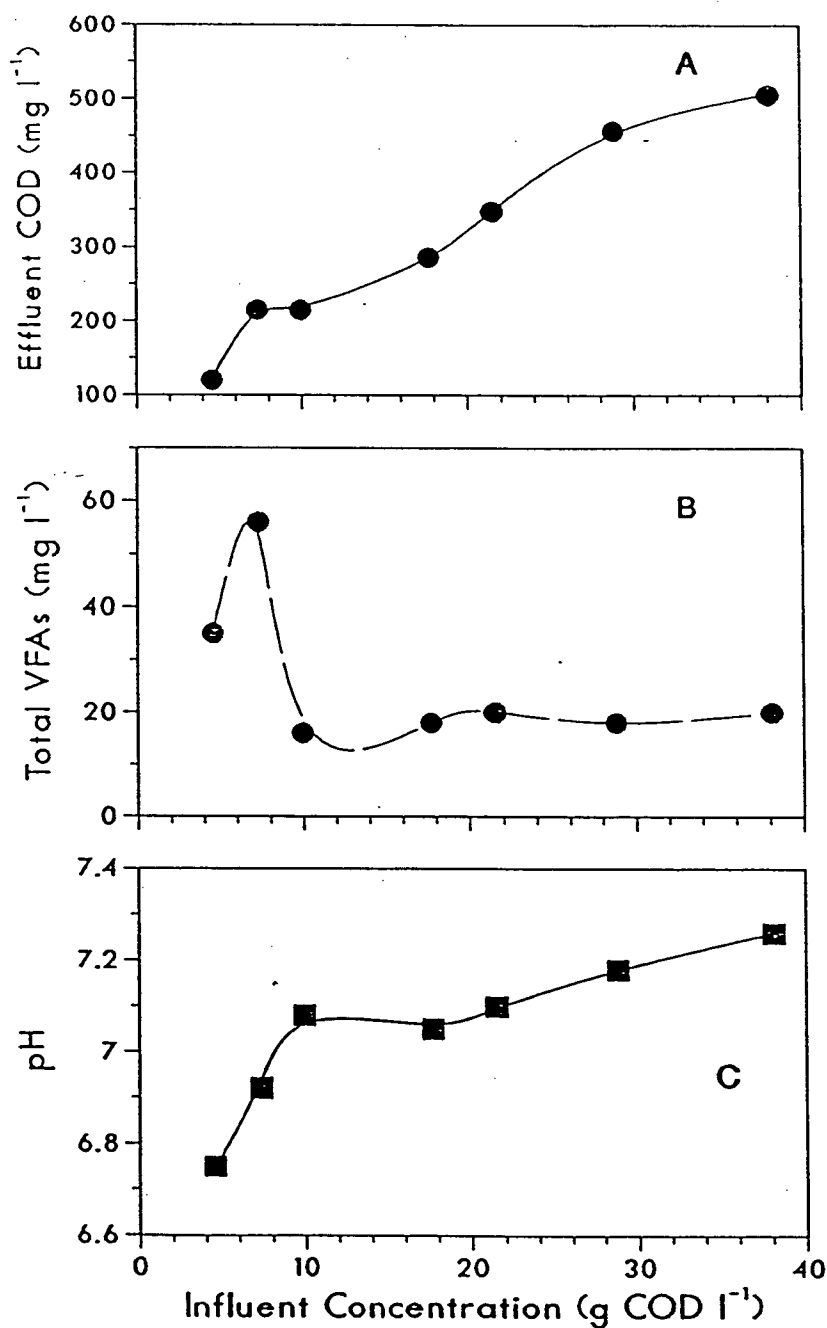 Effluent COD (mg l⁻¹)
600
500
400
300
200
100
A
Total VFAs (mg l⁻¹)
60
40
20
0
B
pH
7.4
7.2
7
6.8
6.6
C
0 10 20 30 40
Influent Concentration (g COD l⁻¹)